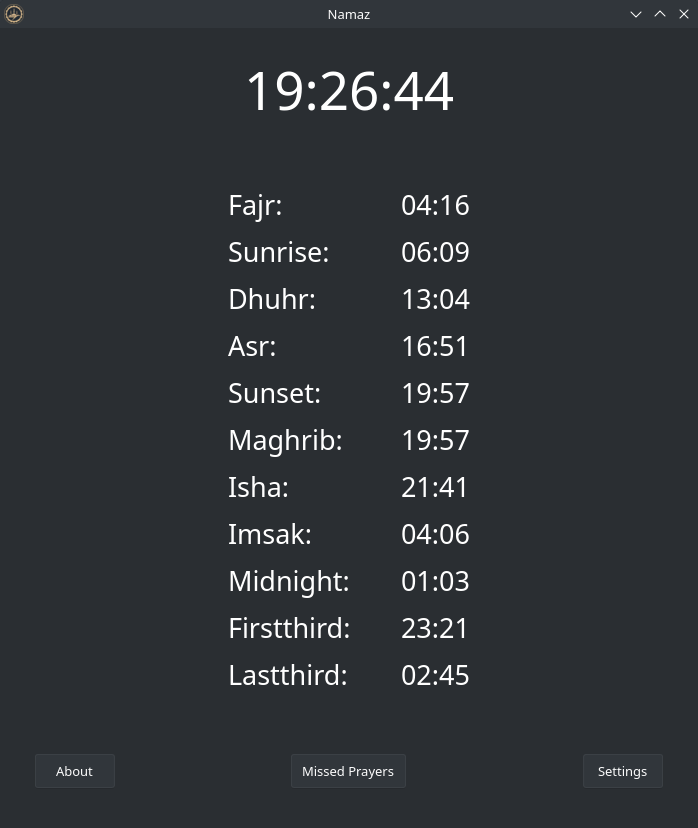 Namaz
19:26:44
Fajr: 04:16
Sunrise: 06:09
Dhuhr: 13:04
Asr: 16:51
Sunset: 19:57
Maghrib: 19:57
Isha: 21:41
Imsak: 04:06
Midnight: 01:03
Firstthird: 23:21
Lastthird: 02:45
About Missed Prayers Settings